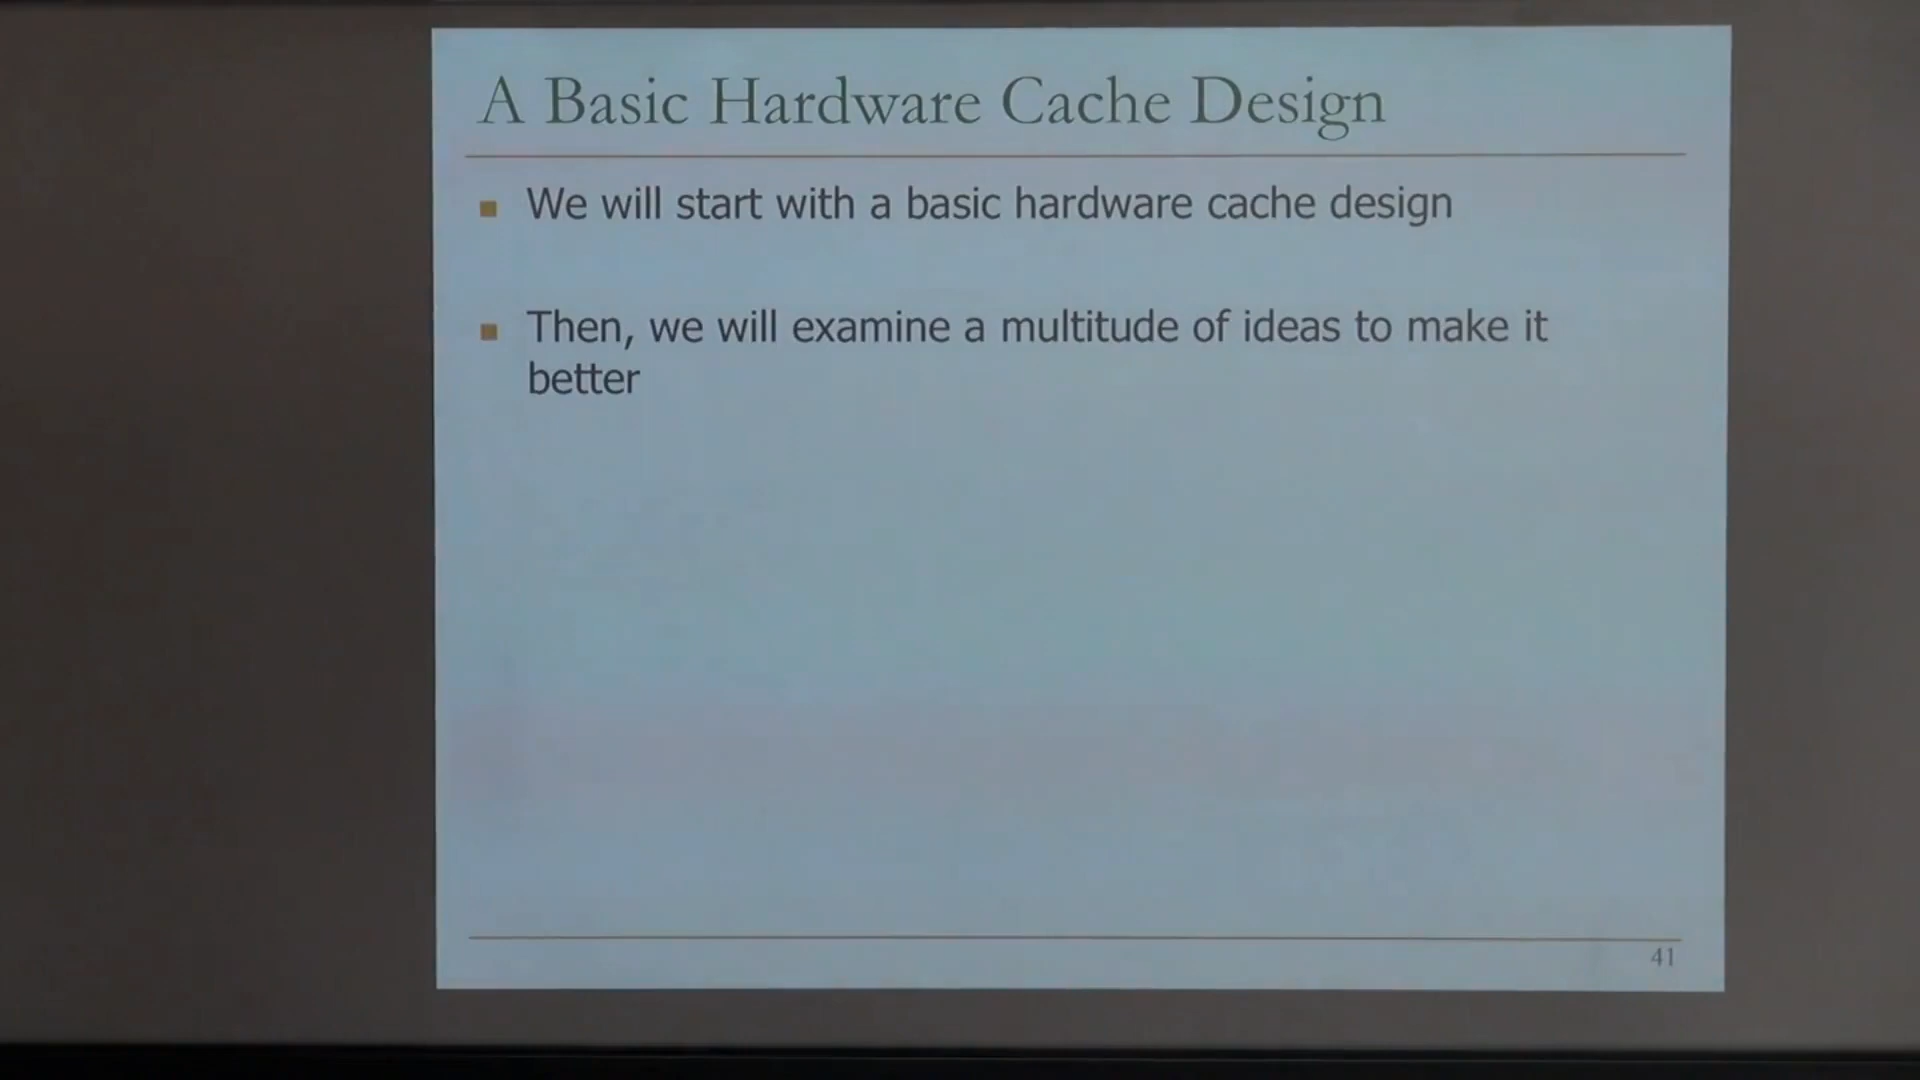 A Basic Hardware Cache Design
We will start with a basic hardware cache design
Then, we will examine a multitude of ideas to make it
better
41